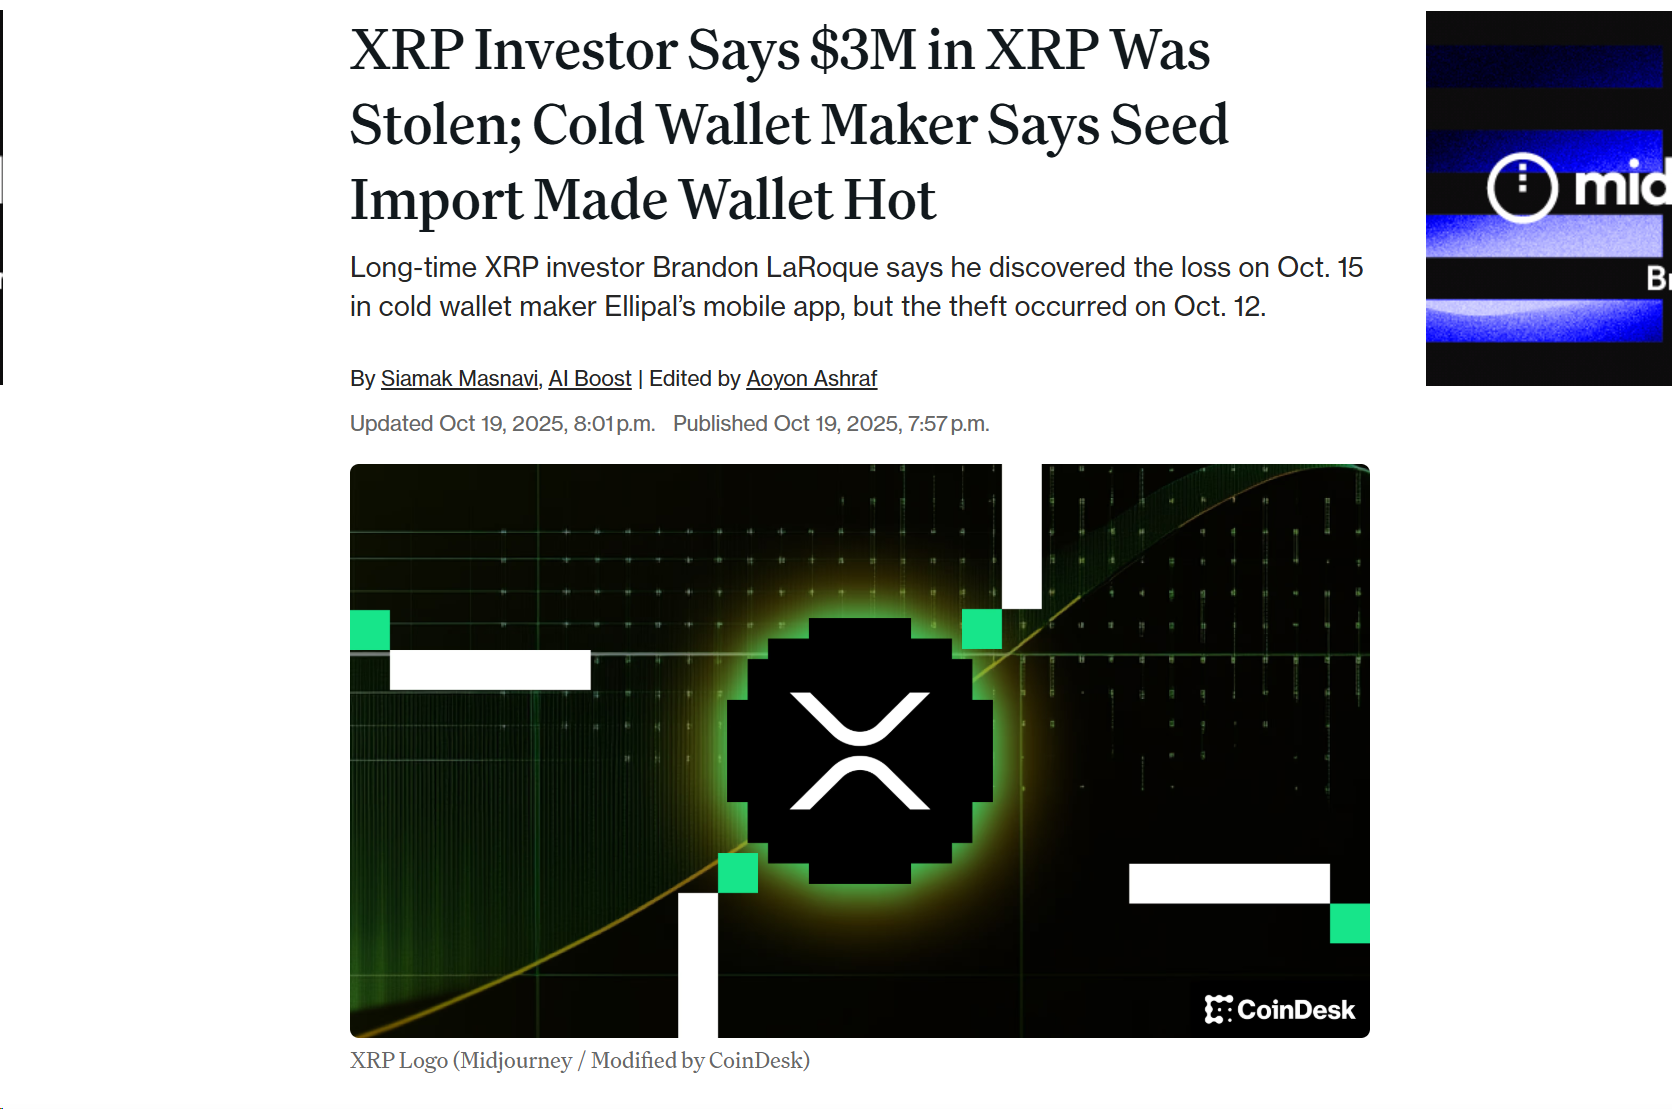 XRP Investor Says $3M in XRP Was
Stolen; Cold Wallet Maker Says Seed
Import Made Wallet Hot
Long-time XRP investor Brandon LaRoque says he discovered the loss on Oct. 15
in cold wallet maker Ellipal’s mobile app, but the theft occurred on Oct. 12.
By Siamak Masnavi, AI Boost | Edited by Aoyon Ashraf
Updated Oct 19, 2025, 8:01 p.m. Published Oct 19, 2025, 7:57 p.m.
CoinDesk
XRP Logo (Midjourney / Modified by CoinDesk)